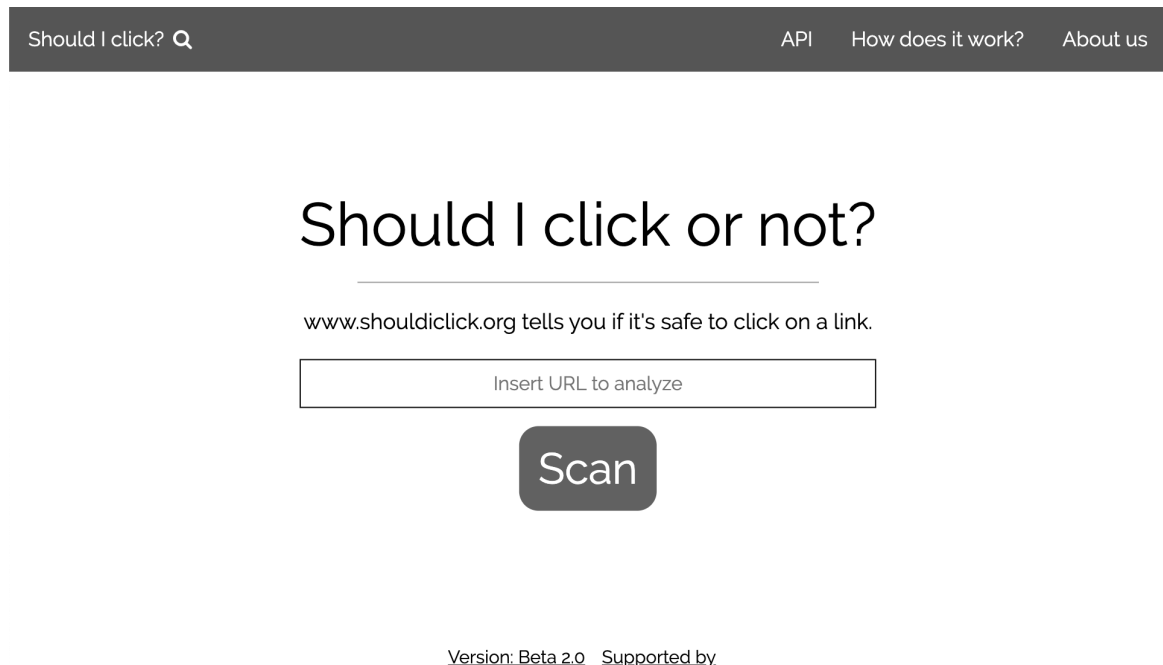 Should I click? API How does it work? About us
Should I click or not?
www.shouldiclick.org tells you if it's safe to click on a link.
Insert URL to analyze
Scan
Version: Beta 2.0 Supported by